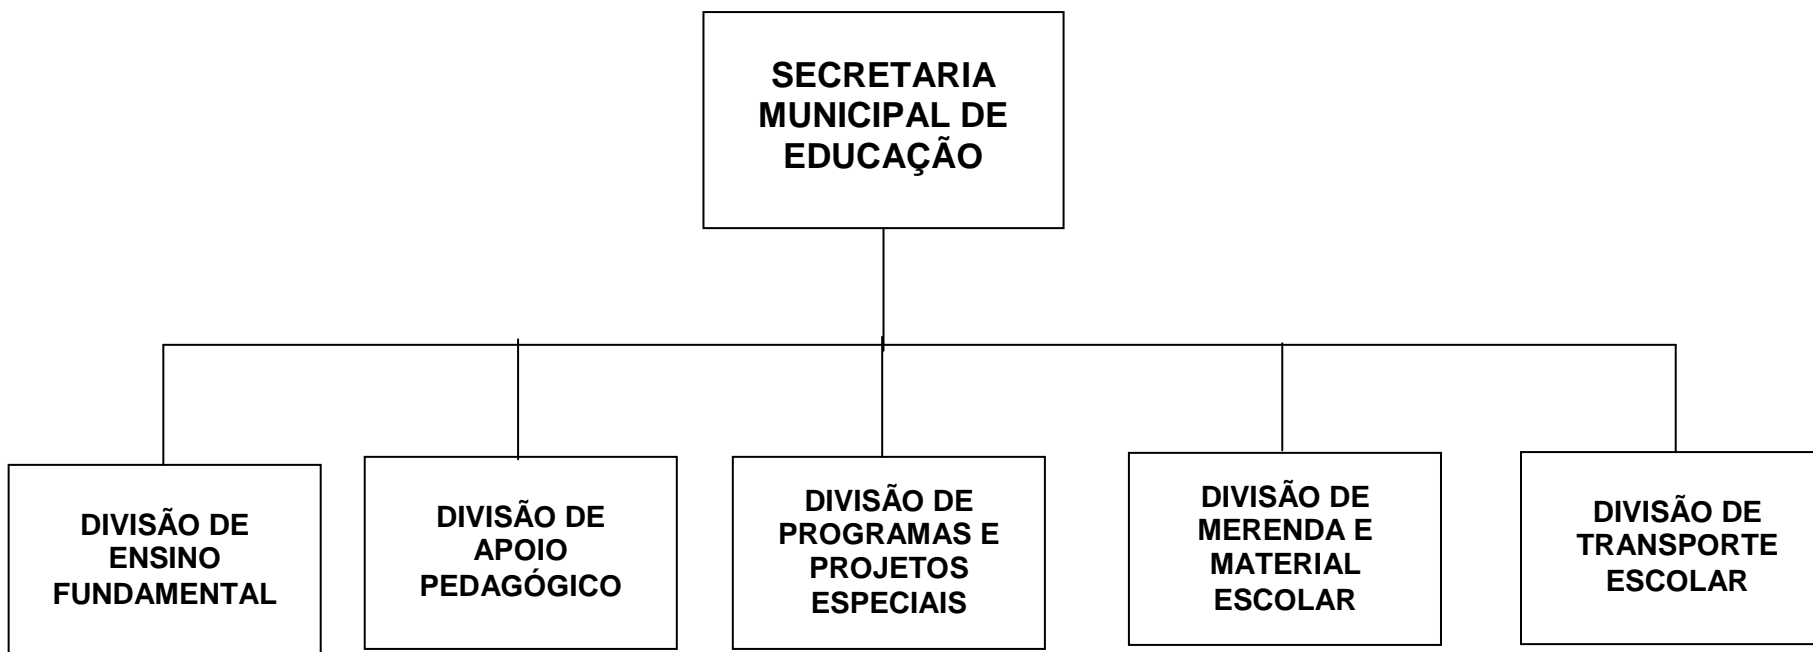 SECRETARIA
MUNICIPAL DE
EDUCAÇÃO
DIVISÃO DE
ENSINO
FUNDAMENTAL
DIVISÃO DE
APOIO
PEDAGÓGICO
DIVISÃO DE
PROGRAMAS E
PROJETOS
ESPECIAIS
DIVISÃO DE
MERENDA E
MATERIAL
ESCOLAR
DIVISÃO DE
TRANSPORTE
ESCOLAR